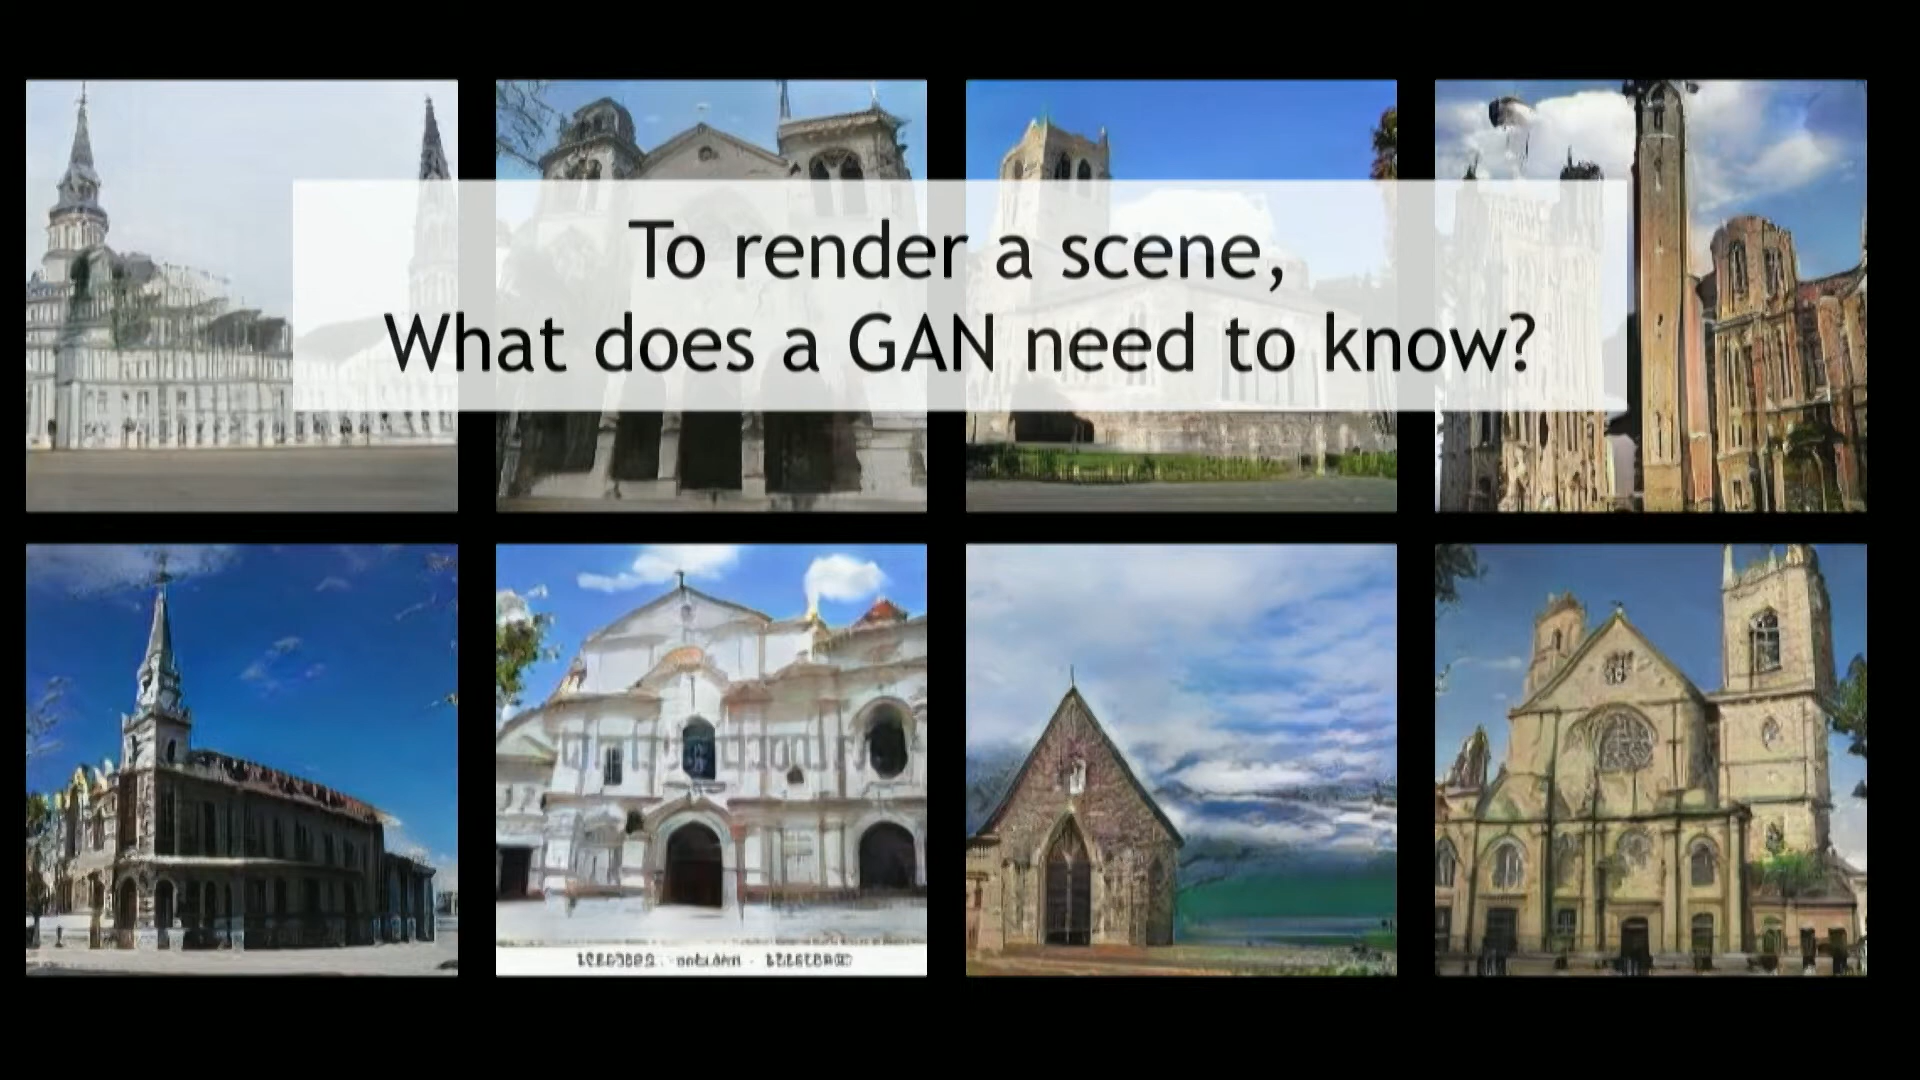 To render a scene,
What does a GAN need to know?